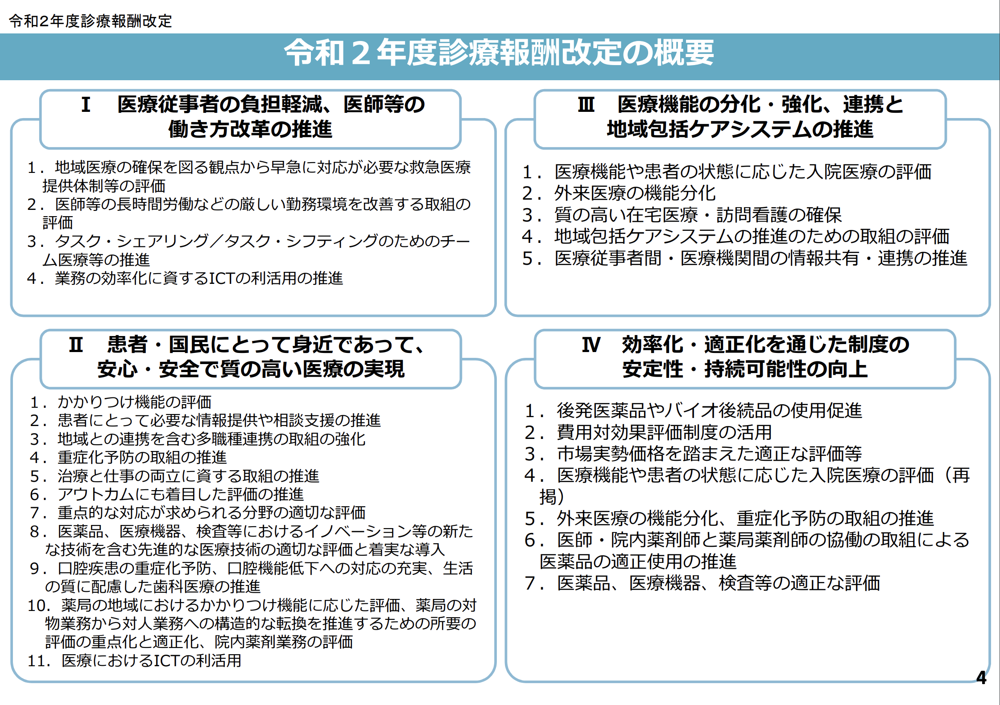 令和2年度診療報酬改定
令和２年度診療報酬改定の概要
Ⅰ　医療従事者の負担軽減、医師等の
働き方改革の推進
１．地域医療の確保を図る観点から早急に対応が必要な救急医療
提供体制等の評価
２．医師等の長時間労働などの厳しい勤務環境を改善する取組の
評価
３．タスク・シェアリング／タスク・シフティングのためのチー
ム医療等の推進
４．業務の効率化に資するICTの利活用の推進
Ⅱ　患者・国民にとって身近であって、
安心・安全で質の高い医療の実現
１．かかりつけ機能の評価
２．患者にとって必要な情報提供や相談支援の推進
３．地域との連携を含む多職種連携の取組の強化
４．重症化予防の取組の推進
５．治療と仕事の両立に資する取組の推進
６．アウトカムにも着目した評価の推進
７．重点的な対応が求められる分野の適切な評価
８．医薬品、医療機器、検査等におけるイノベーション等の新た
な技術を含む先進的な医療技術の適切な評価と着実な導入
９．口腔疾患の重症化予防、口腔機能低下への対応の充実、生活
の質に配慮した歯科医療の推進
10．薬局の地域におけるかかりつけ機能に応じた評価、薬局の対
物業務から対人業務への構造的な転換を推進するための所要の
評価の重点化と適正化、院内薬剤業務の評価
11．医療におけるICTの利活用
Ⅲ　医療機能の分化・強化、連携と
地域包括ケアシステムの推進
１．医療機能や患者の状態に応じた入院医療の評価
２．外来医療の機能分化
３．質の高い在宅医療・訪問看護の確保
４．地域包括ケアシステムの推進のための取組の評価
５．医療従事者間・医療機関間の情報共有・連携の推進
Ⅳ　効率化・適正化を通じた制度の
安定性・持続可能性の向上
１．後発医薬品やバイオ後続品の使用促進
２．費用対効果評価制度の活用
３．市場実勢価格を踏まえた適正な評価等
４．医療機能や患者の状態に応じた入院医療の評価（再
掲）
５．外来医療の機能分化、重症化予防の取組の推進
６．医師・院内薬剤師と薬局薬剤師の協働の取組による
医薬品の適正使用の推進
７．医薬品、医療機器、検査等の適正な評価
4